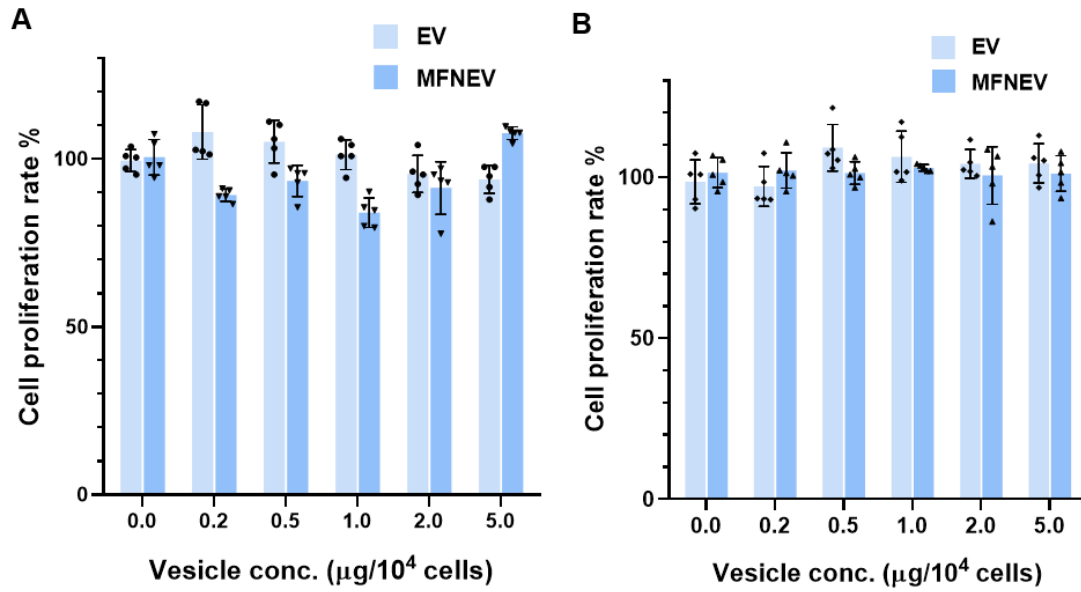 A
EV
MFNEV
Cell proliferation rate %
100
50
0
0.0 0.2 0.5 1.0 2.0 5.0
Vesicle conc. (μg/10⁴ cells)
B
EV
MFNEV
Cell proliferation rate %
100
50
0
0.0 0.2 0.5 1.0 2.0 5.0
Vesicle conc. (μg/10⁴ cells)